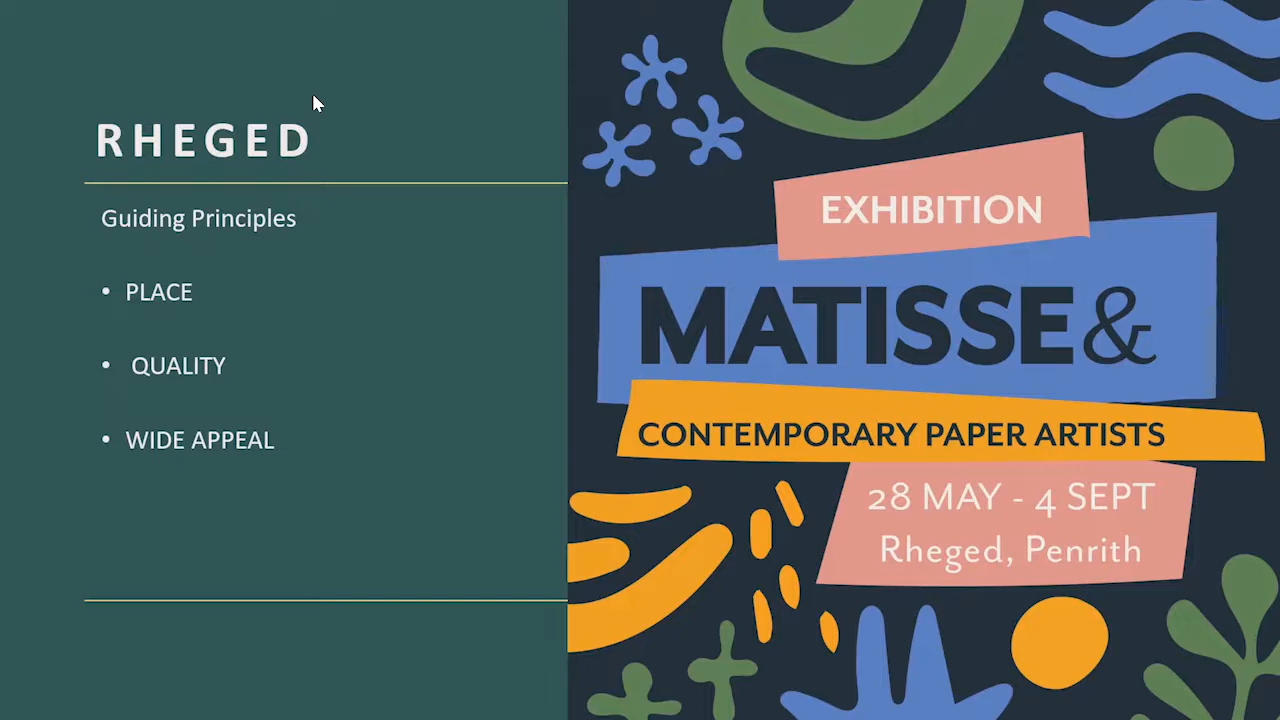 RHEGED
Guiding Principles
• PLACE
• QUALITY
• WIDE APPEAL
EXHIBITION
MATISSE &
CONTEMPORARY PAPER ARTISTS
28 MAY - 4 SEPT
Rheged, Penrith